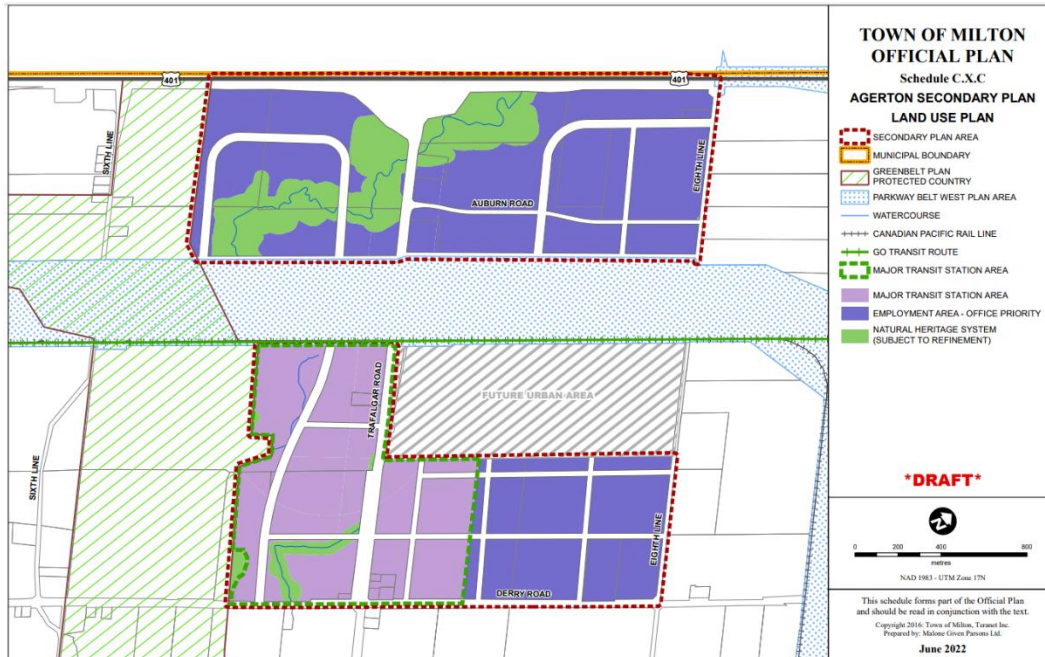 TOWN OF MILTON
OFFICIAL PLAN
Schedule C.X.C
AGERTON SECONDARY PLAN
LAND USE PLAN
SECONDARY PLAN AREA
MUNICIPAL BOUNDARY
GREENBELT PLAN
PROTECTED COUNTRY
PARKWAY BELT WEST PLAN AREA
WATERCOURSE
CANADIAN PACIFIC RAIL LINE
GO TRANSIT ROUTE
MAJOR TRANSIT STATION AREA
MAJOR TRANSIT STATION AREA
EMPLOYMENT AREA - OFFICE PRIORITY
NATURAL HERITAGE SYSTEM
(SUBJECT TO REFINEMENT)
*DRAFT*
N
0 200 400 800
metres
NAD 1983 - UTM Zone 17N
This schedule forms part of the Official Plan
and should be read in conjunction with the text.
Copyright 2016: Town of Milton, Teranet Inc.
Prepared by: Malone Given Parsons Ltd.
June 2022
401
401
SIXTH LINE
EIGHTH LINE
AUBURN ROAD
TRAFALGAR ROAD
FUTURE URBAN AREA
SIXTH LINE
EIGHTH LINE
DERRY ROAD